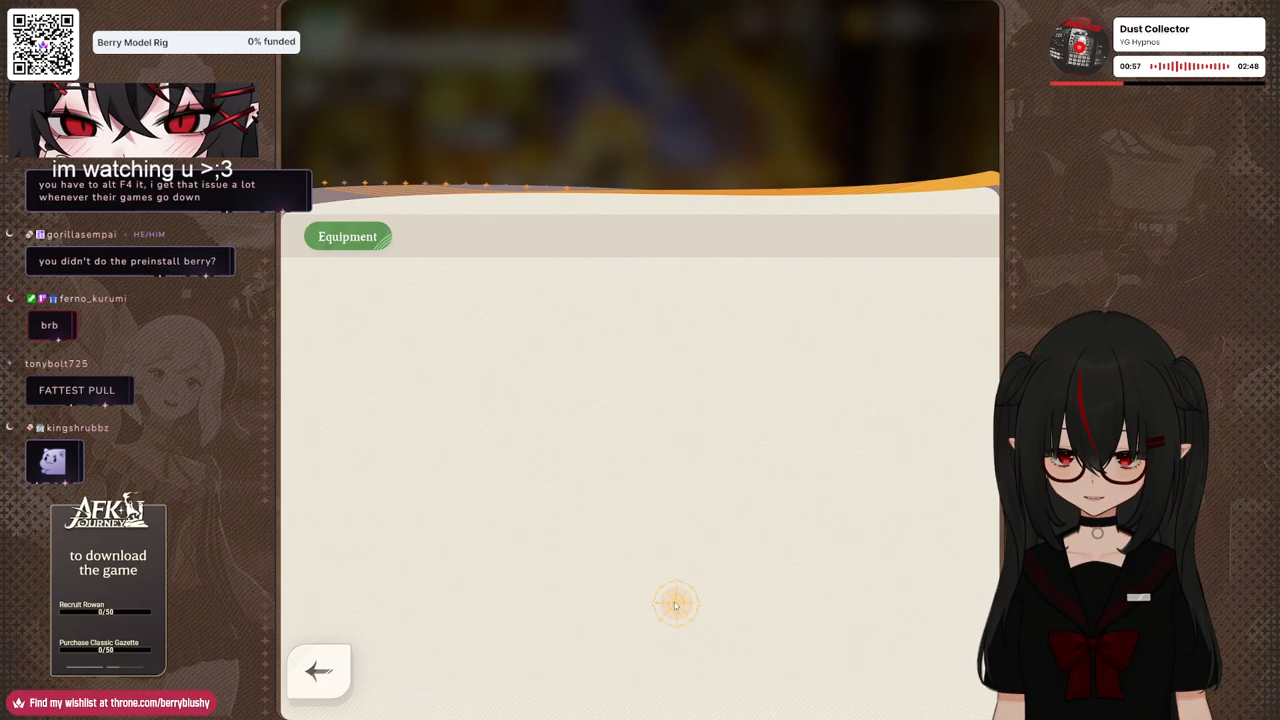 Berry Model Rig
0% funded
im watching u >;3
you have to alt F4 it, i get that issue a lot
whenever their games go down
gorillasempai
HE/HIM
you didn't do the preinstall berry?
ferno_kurumi
brb
tonybolt725
FATTEST PULL
kingshrubbz
AFK
JOURNEY
to download
the game
Recruit Rowan
0/50
Purchase Classic Gazette
0/50
Find my wishlist at throne.com/berryblushy
Equipment
Dust Collector
YG Hypnos
00:57
02:48